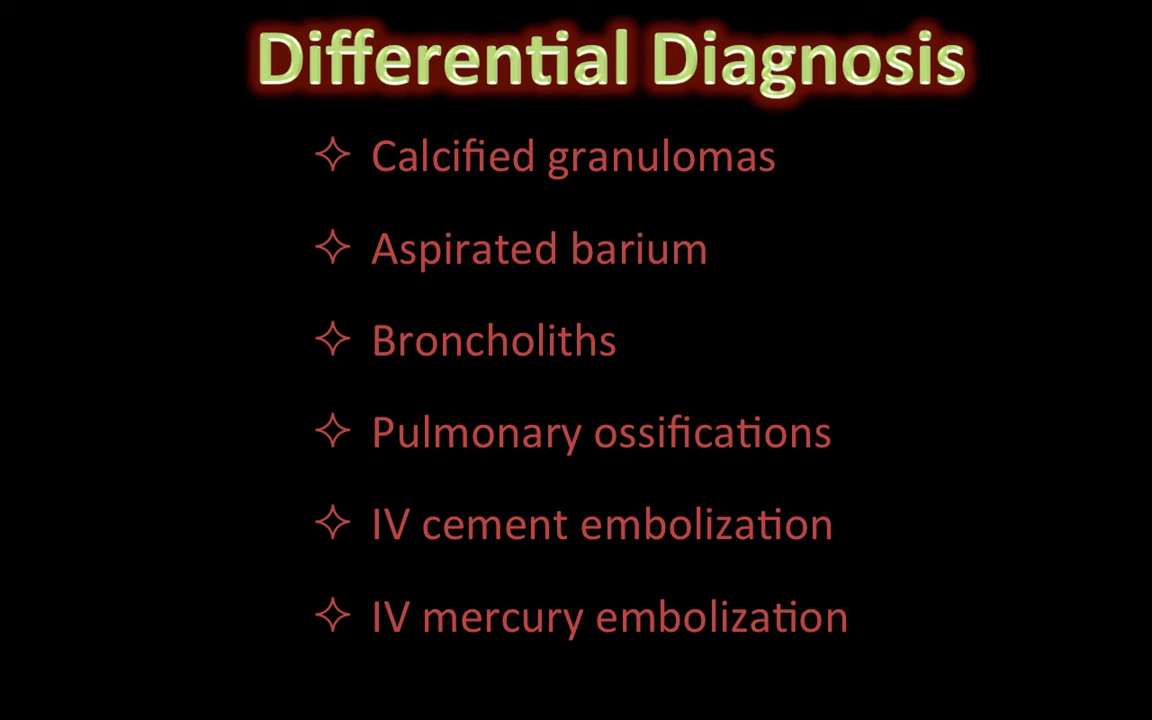 Differential Diagnosis
✧ Calcified granulomas
✧ Aspirated barium
✧ Broncholiths
✧ Pulmonary ossifications
✧ IV cement embolization
✧ IV mercury embolization